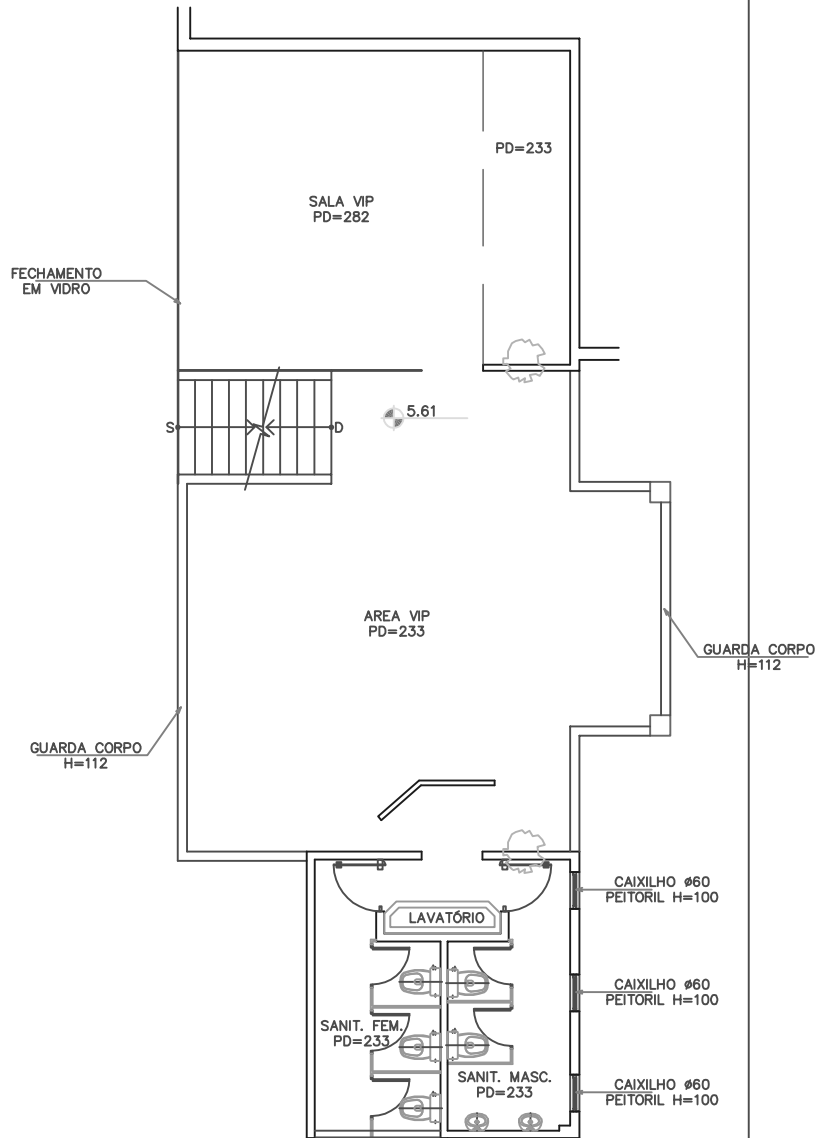 PD=233
SALA VIP
PD=282
FECHAMENTO
EM VIDRO
5.61
S
D
AREA VIP
PD=233
GUARDA CORPO
H=112
GUARDA CORPO
H=112
CAIXILHO ø60
PEITORIL H=100
LAVATÓRIO
CAIXILHO ø60
PEITORIL H=100
SANIT. FEM.
PD=233
SANIT. MASC.
PD=233
CAIXILHO ø60
PEITORIL H=100